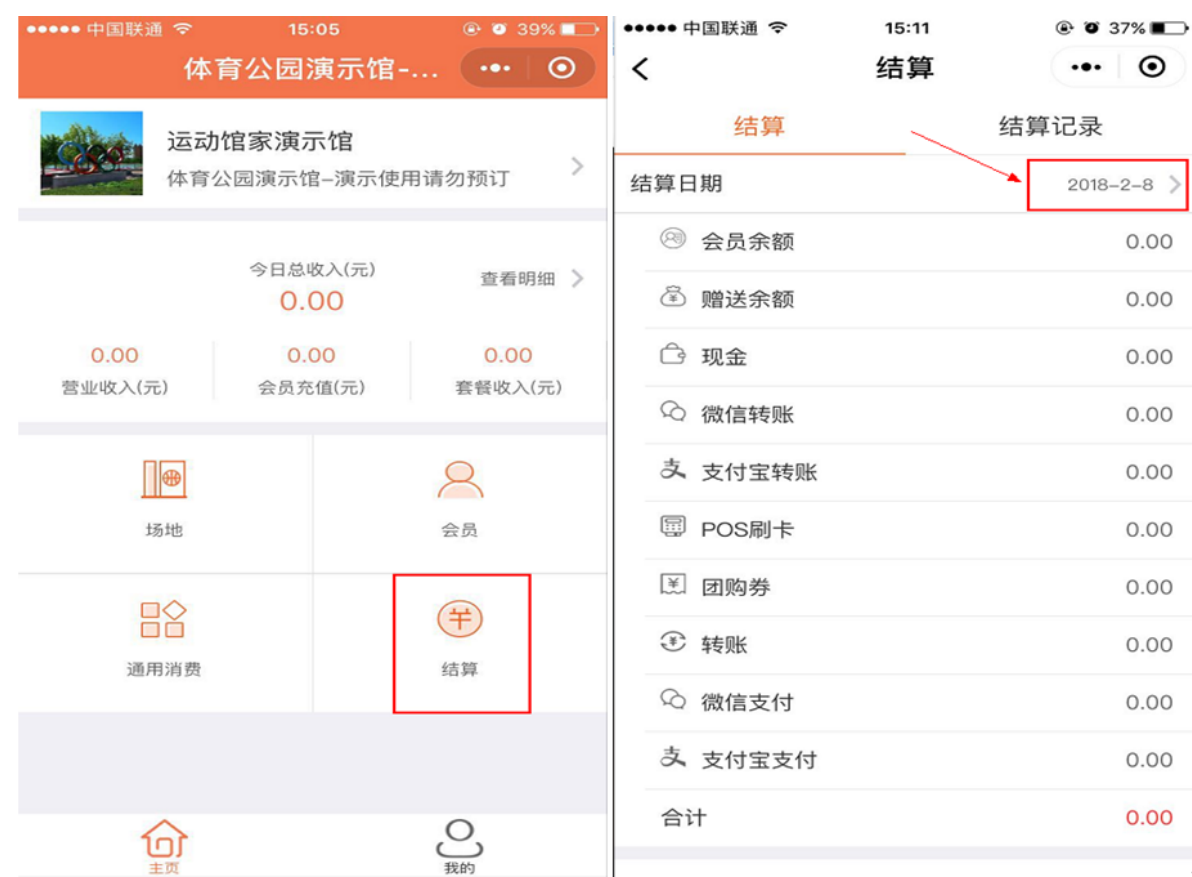 中国联通 15:05 39%
体育公园演示馆-...
运动馆家演示馆
体育公园演示馆-演示使用请勿预订
今日总收入(元)
0.00
查看明细
0.00 0.00 0.00
营业收入(元) 会员充值(元) 套餐收入(元)
场地 会员
通用消费 结算
主页 我的
中国联通 15:11 37%
结算
结算 结算记录
结算日期 2018-2-8
会员余额 0.00
赠送余额 0.00
现金 0.00
微信转账 0.00
支付宝转账 0.00
POS刷卡 0.00
团购券 0.00
转账 0.00
微信支付 0.00
支付宝支付 0.00
合计 0.00